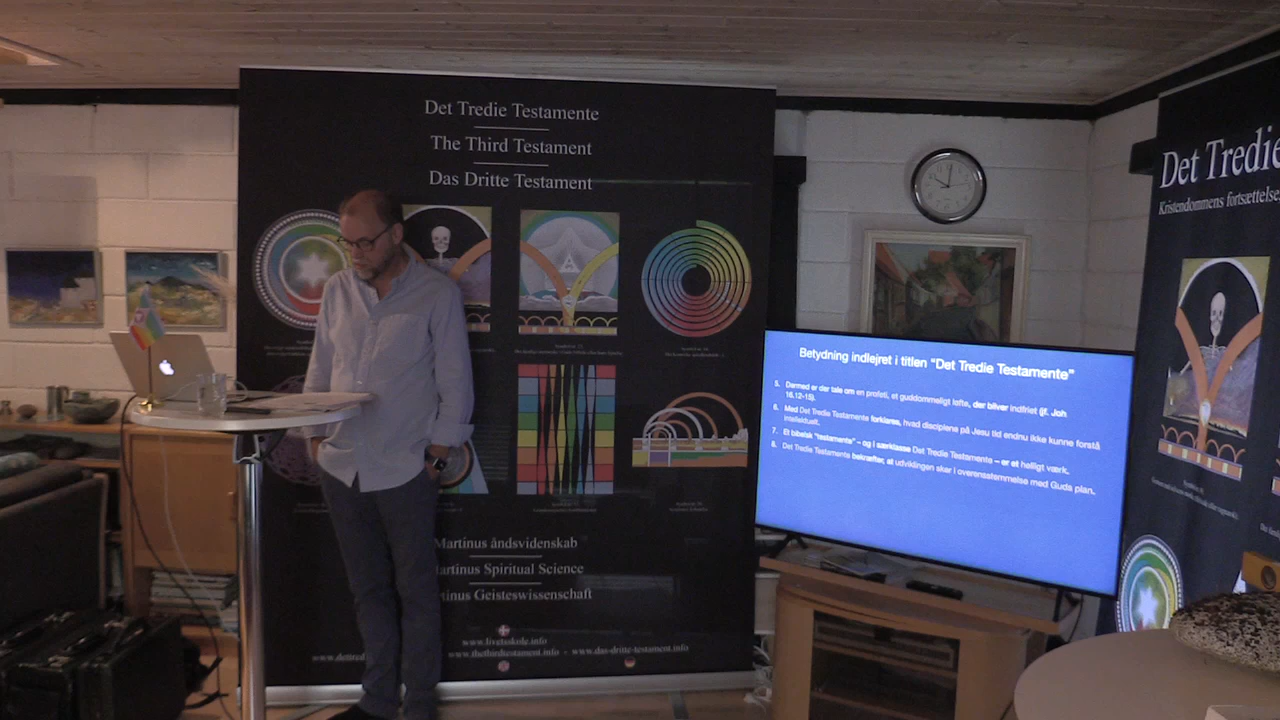 Det Tredie Testamente
The Third Testament
Das Dritte Testament
Martinus åndsvidenskab
artinus Spiritual Science
tinus Geisteswissenschaft
www.livetsskole.info
www.thethirdtestament.info - www.das-dritte-testament.info
Betydning indlejret i titlen "Det Tredie Testamente"
5. Dermed er der tale om en profeti, et guddommeligt løfte, der bliver indfriet (jf. Joh
16.12-15).
6. Med Det Tredie Testamente forklares, hvad disciplene på Jesu tid endnu ikke kunne forstå
intellektuelt.
7. Et bibelsk "testamente" – og i særklasse Det Tredie Testamente – er et helligt værk.
8. Det Tredie Testamente bekræfter, at udviklingen sker i overensstemmelse med Guds plan.
Det Tredie
Kristendommens fortsættelse